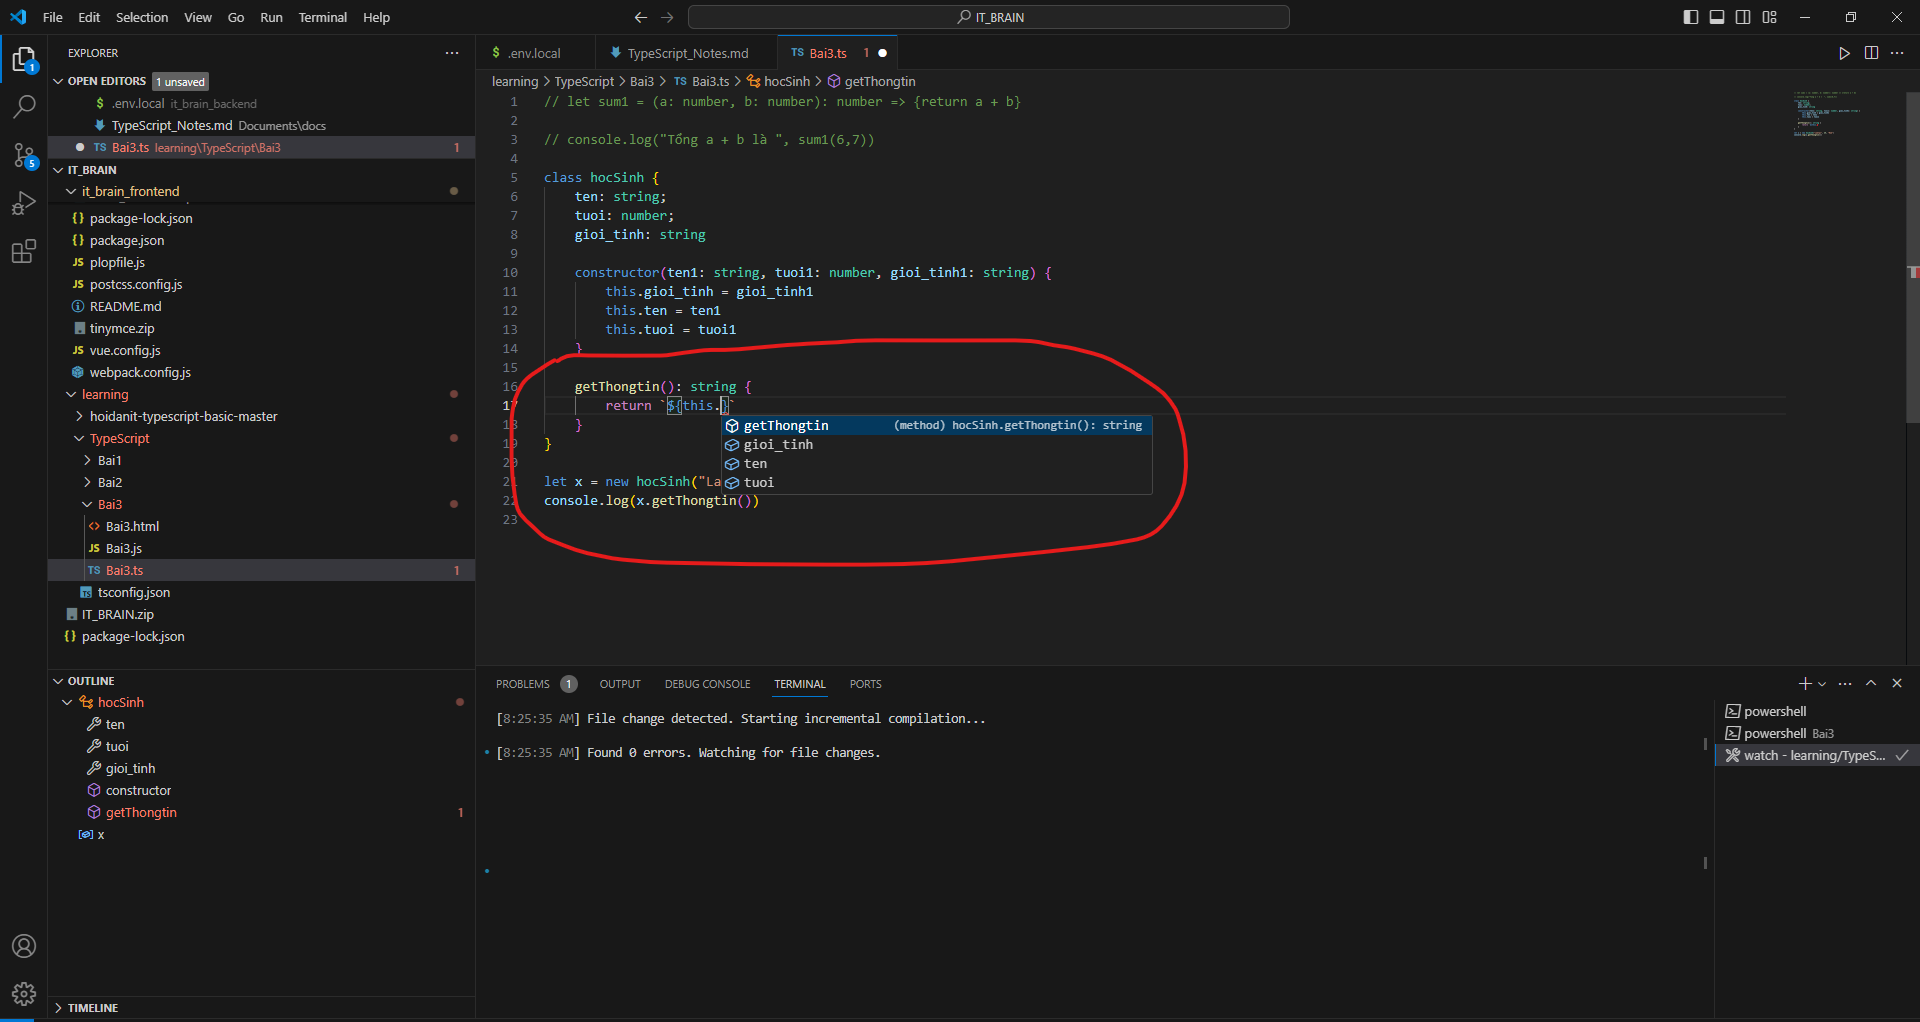 File Edit Selection View Go Run Terminal Help
IT_BRAIN
EXPLORER
OPEN EDITORS 1 unsaved
$ .env.local it_brain_backend
TypeScript_Notes.md Documents\docs
TS Bai3.ts learning\TypeScript\Bai3 1
IT_BRAIN
it_brain_frontend
{} package-lock.json
{} package.json
JS plopfile.js
JS postcss.config.js
README.md
tinymce.zip
JS vue.config.js
webpack.config.js
learning
hoidanit-typescript-basic-master
TypeScript
Bai1
Bai2
Bai3
<> Bai3.html
JS Bai3.js
TS Bai3.ts 1
TS tsconfig.json
IT_BRAIN.zip
{} package-lock.json
OUTLINE
hocSinh
ten
tuoi
gioi_tinh
constructor
getThongtin 1
x
TIMELINE
1
5
$ .env.local
TypeScript_Notes.md
TS Bai3.ts 1
learning > TypeScript > Bai3 > TS Bai3.ts > hocSinh > getThongtin
1 // let sum1 = (a: number, b: number): number => {return a + b}
2
3 // console.log("Tổng a + b là ", sum1(6,7))
4
5 class hocSinh {
6 ten: string;
7 tuoi: number;
8 gioi_tinh: string
9
10 constructor(ten1: string, tuoi1: number, gioi_tinh1: string) {
11 this.gioi_tinh = gioi_tinh1
12 this.ten = ten1
13 this.tuoi = tuoi1
14 }
15
16 getThongtin(): string {
17 return `${this.}`
18 }
19 }
20
21 let x = new hocSinh("La
22 console.log(x.getThongtin())
23
getThongtin (method) hocSinh.getThongtin(): string
gioi_tinh
ten
tuoi
PROBLEMS 1 OUTPUT DEBUG CONSOLE TERMINAL PORTS
[8:25:35 AM] File change detected. Starting incremental compilation...
[8:25:35 AM] Found 0 errors. Watching for file changes.
powershell
powershell Bai3
watch - learning/TypeS...